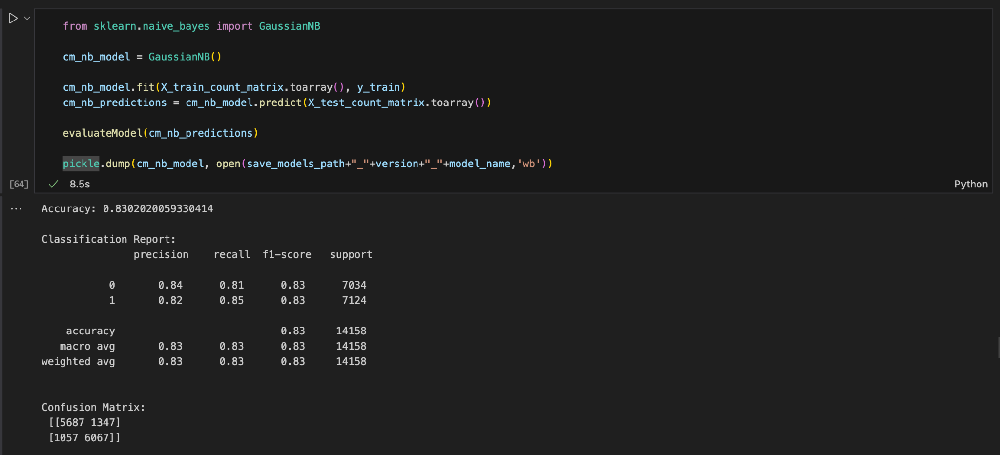 from sklearn.naive_bayes import GaussianNB
cm_nb_model = GaussianNB()
cm_nb_model.fit(X_train_count_matrix.toarray(), y_train)
cm_nb_predictions = cm_nb_model.predict(X_test_count_matrix.toarray())
evaluateModel(cm_nb_predictions)
pickle.dump(cm_nb_model, open(save_models_path+"_"+version+"_"+model_name,'wb'))
[64] 8.5s Python
... Accuracy: 0.8302020059330414
Classification Report:
precision recall f1-score support
0 0.84 0.81 0.83 7034
1 0.82 0.85 0.83 7124
accuracy 0.83 14158
macro avg 0.83 0.83 0.83 14158
weighted avg 0.83 0.83 0.83 14158
Confusion Matrix:
[[5687 1347]
[1057 6067]]